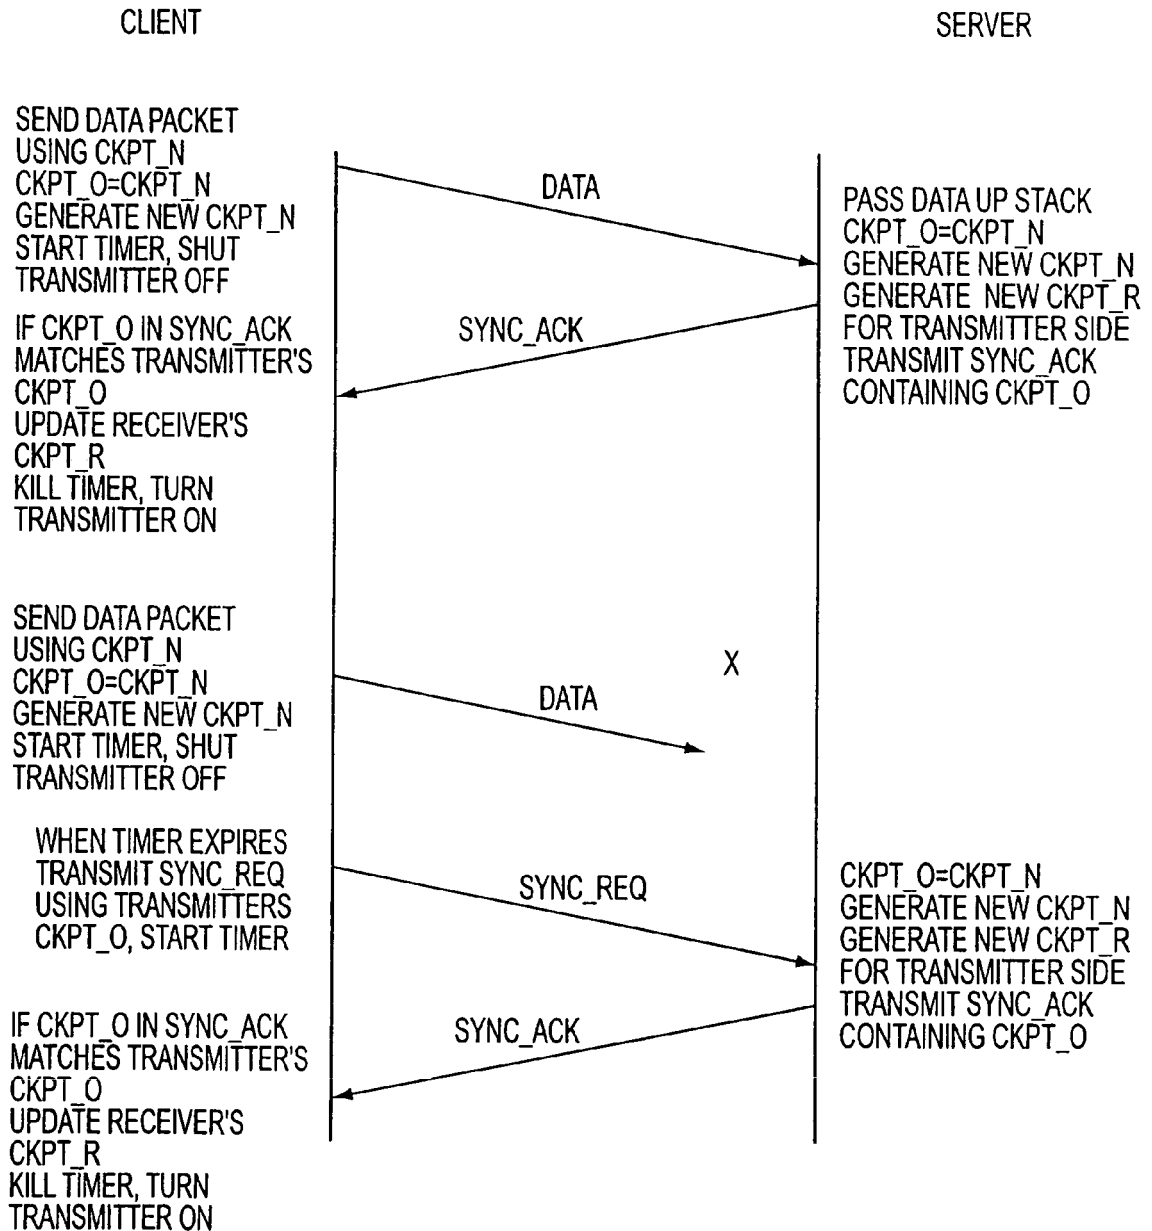 CLIENT
SERVER
SEND DATA PACKET
USING CKPT_N
CKPT_O=CKPT_N
GENERATE NEW CKPT_N
START TIMER, SHUT
TRANSMITTER OFF
DATA
PASS DATA UP STACK
CKPT_O=CKPT_N
GENERATE NEW CKPT_N
GENERATE NEW CKPT_R
FOR TRANSMITTER SIDE
TRANSMIT SYNC_ACK
CONTAINING CKPT_O
SYNC_ACK
IF CKPT_O IN SYNC_ACK
MATCHES TRANSMITTER'S
CKPT_O
UPDATE RECEIVER'S
CKPT_R
KILL TIMER, TURN
TRANSMITTER ON
SEND DATA PACKET
USING CKPT_N
CKPT_O=CKPT_N
GENERATE NEW CKPT_N
START TIMER, SHUT
TRANSMITTER OFF
DATA
X
WHEN TIMER EXPIRES
TRANSMIT SYNC_REQ
USING TRANSMITTERS
CKPT_O, START TIMER
SYNC_REQ
CKPT_O=CKPT_N
GENERATE NEW CKPT_N
GENERATE NEW CKPT_R
FOR TRANSMITTER SIDE
TRANSMIT SYNC_ACK
CONTAINING CKPT_O
SYNC_ACK
IF CKPT_O IN SYNC_ACK
MATCHES TRANSMITTER'S
CKPT_O
UPDATE RECEIVER'S
CKPT_R
KILL TIMER, TURN
TRANSMITTER ON